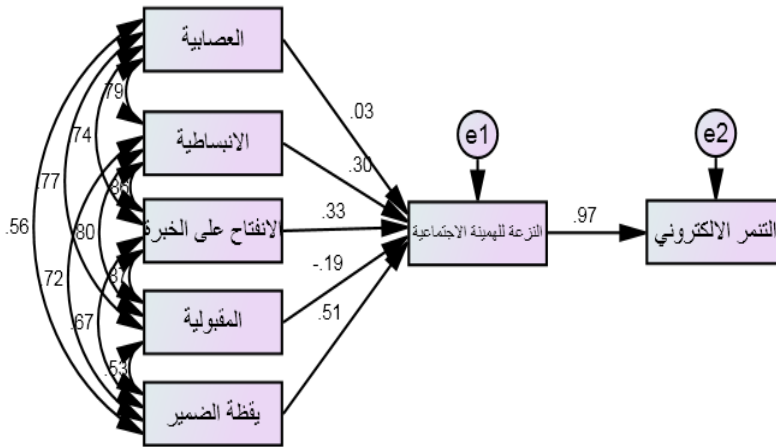 العصابية
.79
.03
e1
e2
.74
الانبساطية
.30
.77
الانفتاح على الخبرة
.33
النزعة للهمينة الاجتماعية
.97
التنمر الالكتروني
.56
.80
-.19
.72
.67
المقبولية
.51
.53
يقظة الضمير